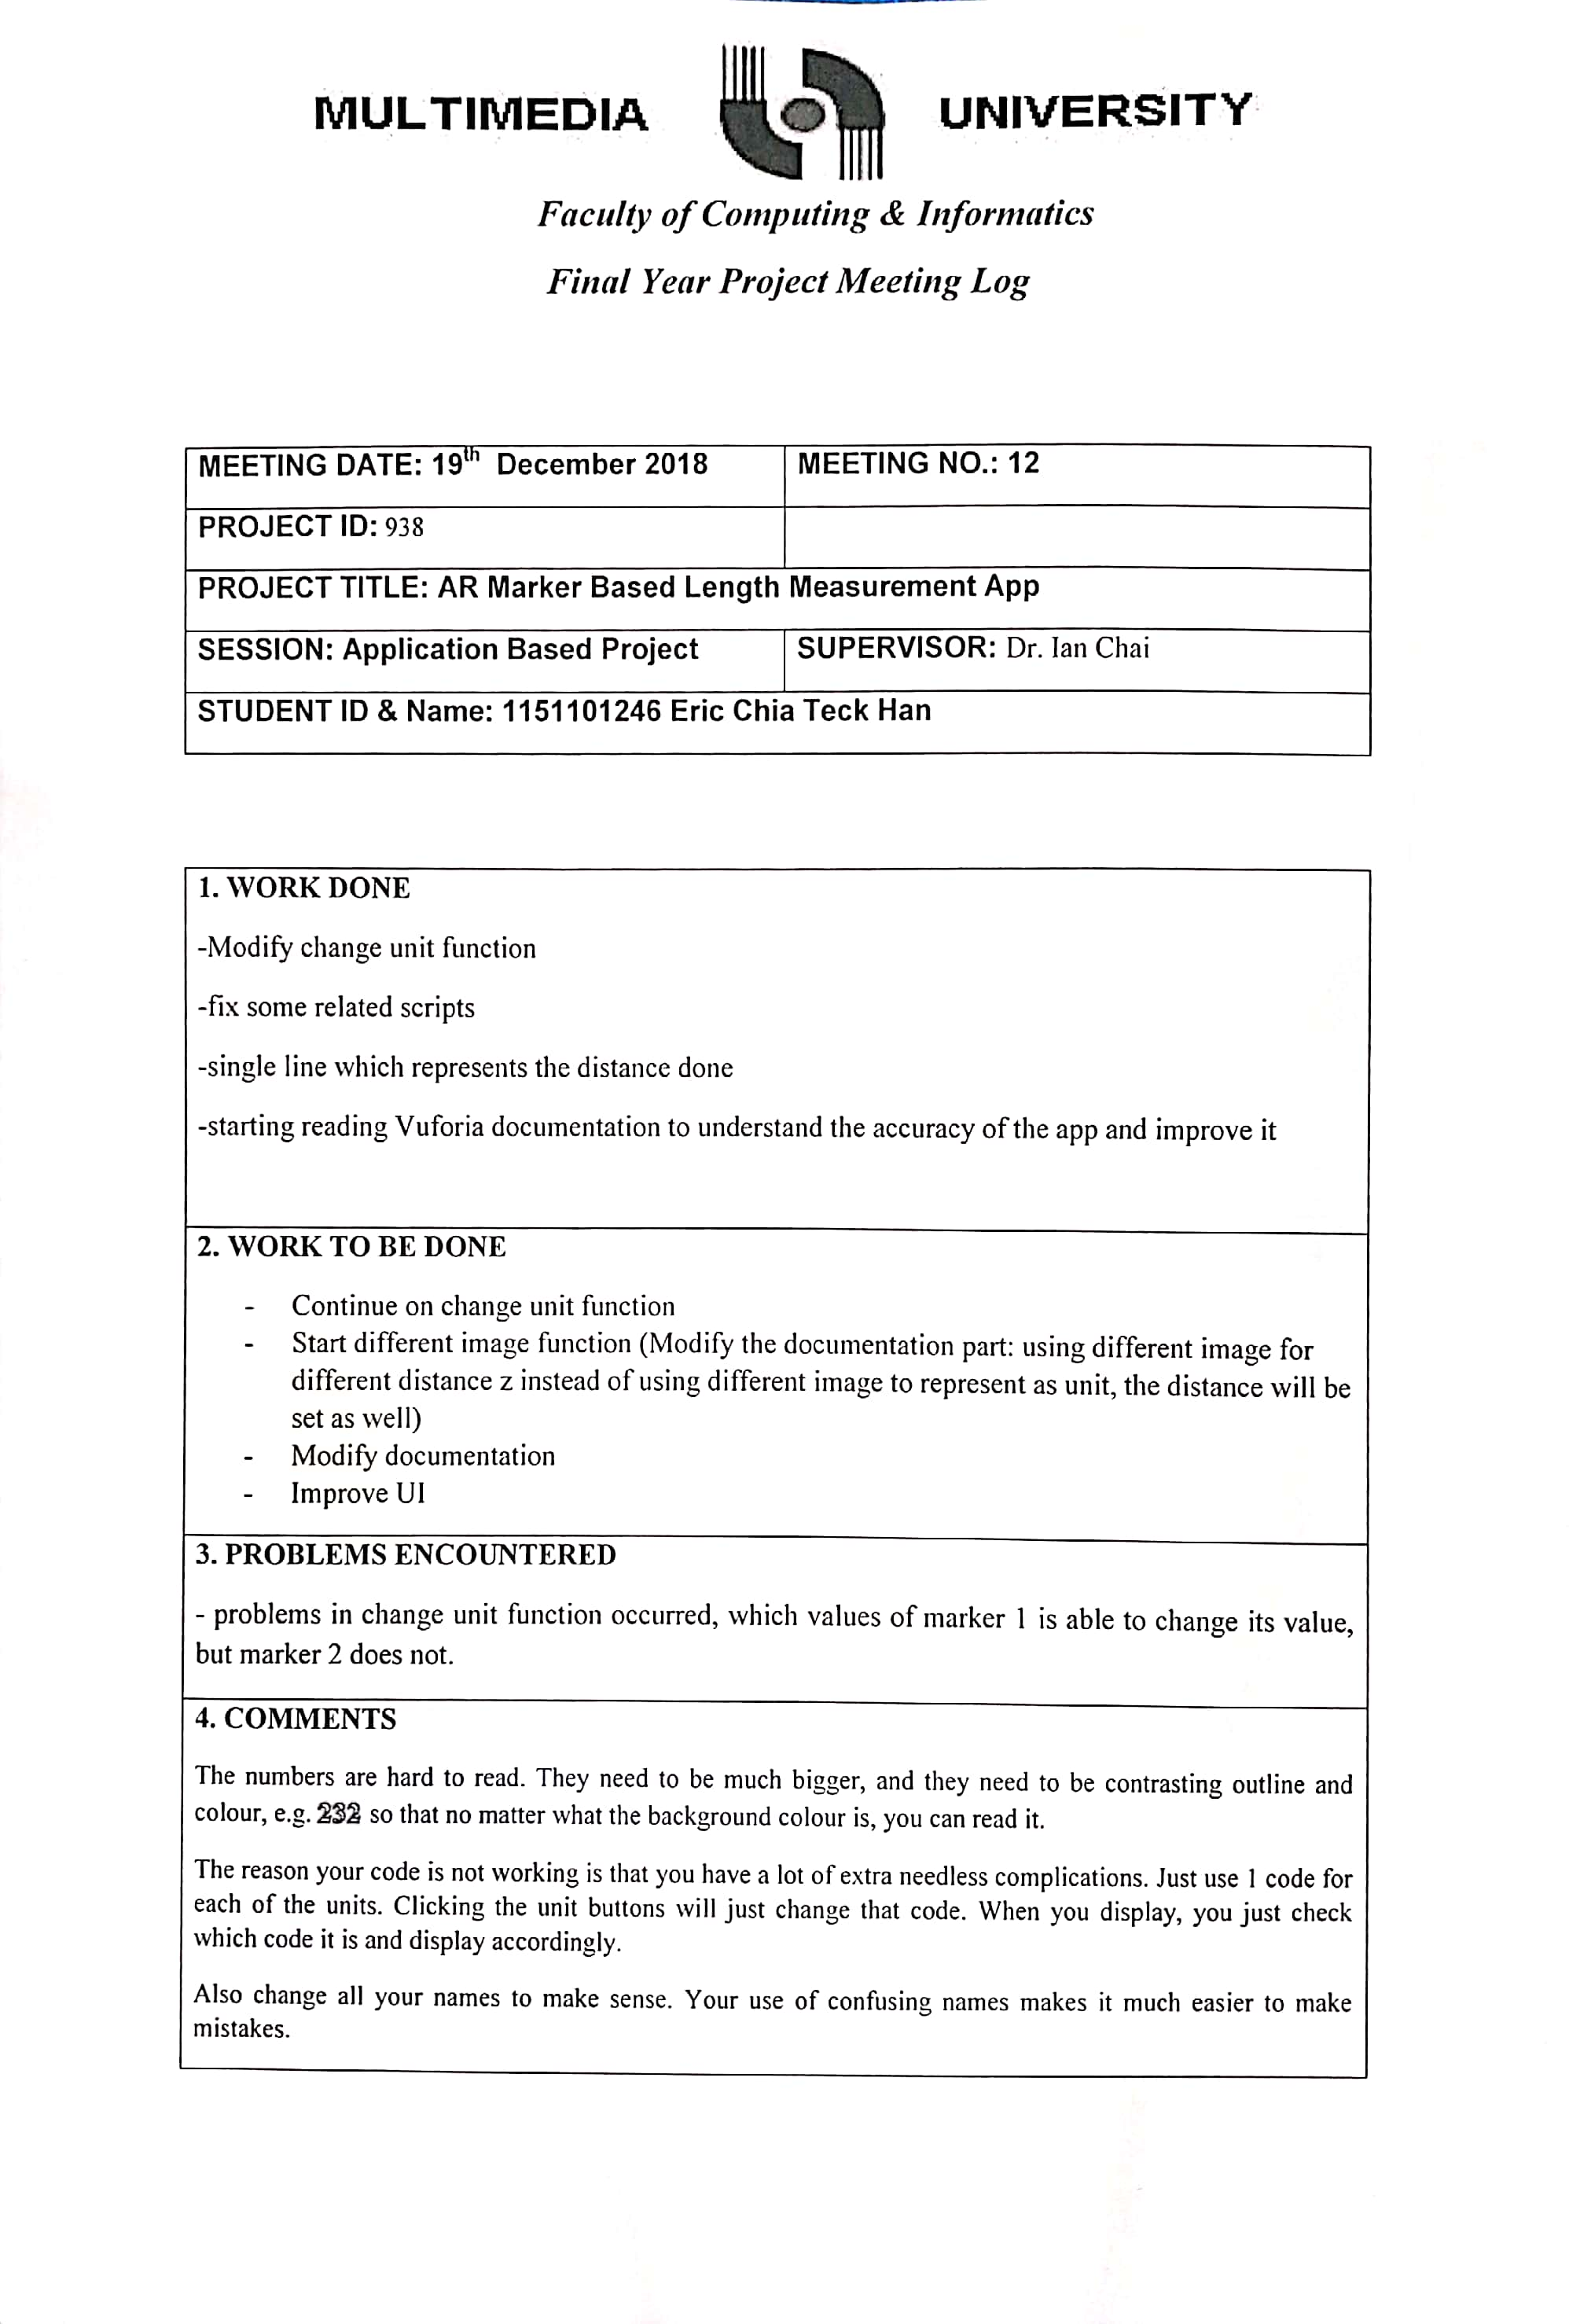 MULTIMEDIA UNIVERSITY
Faculty of Computing & Informatics
Final Year Project Meeting Log
MEETING DATE: 19th December 2018 MEETING NO.: 12
PROJECT ID: 938
PROJECT TITLE: AR Marker Based Length Measurement App
SESSION: Application Based Project SUPERVISOR: Dr. Ian Chai
STUDENT ID & Name: 1151101246 Eric Chia Teck Han
1. WORK DONE
-Modify change unit function
-fix some related scripts
-single line which represents the distance done
-starting reading Vuforia documentation to understand the accuracy of the app and improve it
2. WORK TO BE DONE
- Continue on change unit function
- Start different image function (Modify the documentation part: using different image for
different distance z instead of using different image to represent as unit, the distance will be
set as well)
- Modify documentation
- Improve UI
3. PROBLEMS ENCOUNTERED
- problems in change unit function occurred, which values of marker 1 is able to change its value,
but marker 2 does not.
4. COMMENTS
The numbers are hard to read. They need to be much bigger, and they need to be contrasting outline and
colour, e.g. 232 so that no matter what the background colour is, you can read it.
The reason your code is not working is that you have a lot of extra needless complications. Just use 1 code for
each of the units. Clicking the unit buttons will just change that code. When you display, you just check
which code it is and display accordingly.
Also change all your names to make sense. Your use of confusing names makes it much easier to make
mistakes.